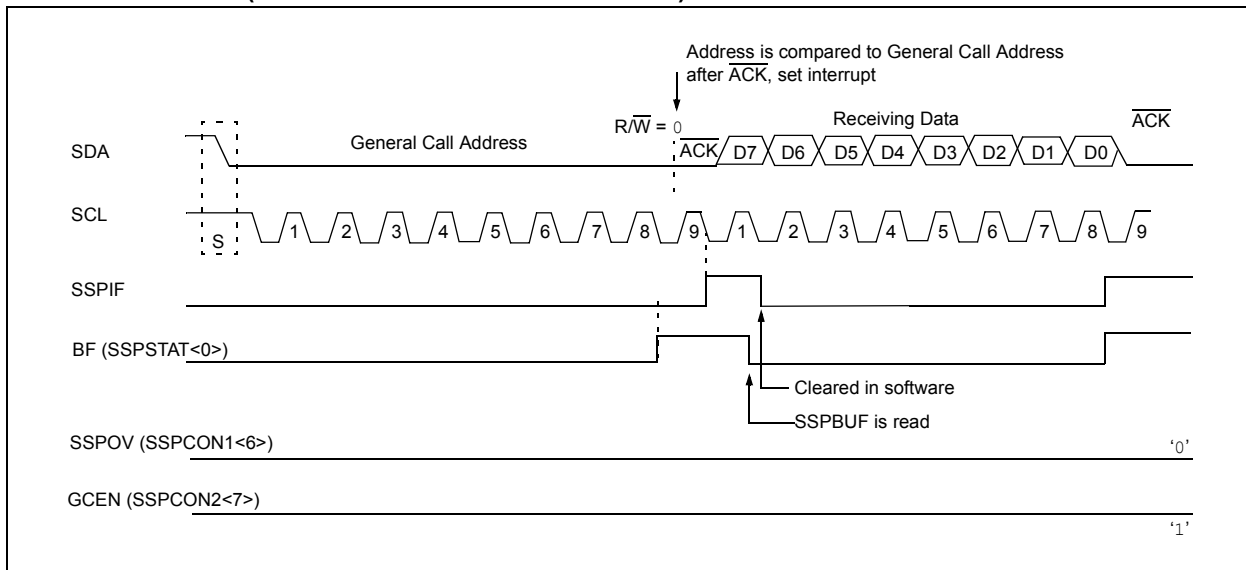 Address is compared to General Call Address
after ACK, set interrupt
R/W = 0
General Call Address
Receiving Data
ACK
SDA
ACK
D7 D6 D5 D4 D3 D2 D1 D0
SCL
S
1 2 3 4 5 6 7 8 9 1 2 3 4 5 6 7 8 9
SSPIF
BF (SSPSTAT<0>)
Cleared in software
SSPBUF is read
SSPOV (SSPCON1<6>)
‘0’
GCEN (SSPCON2<7>)
‘1’